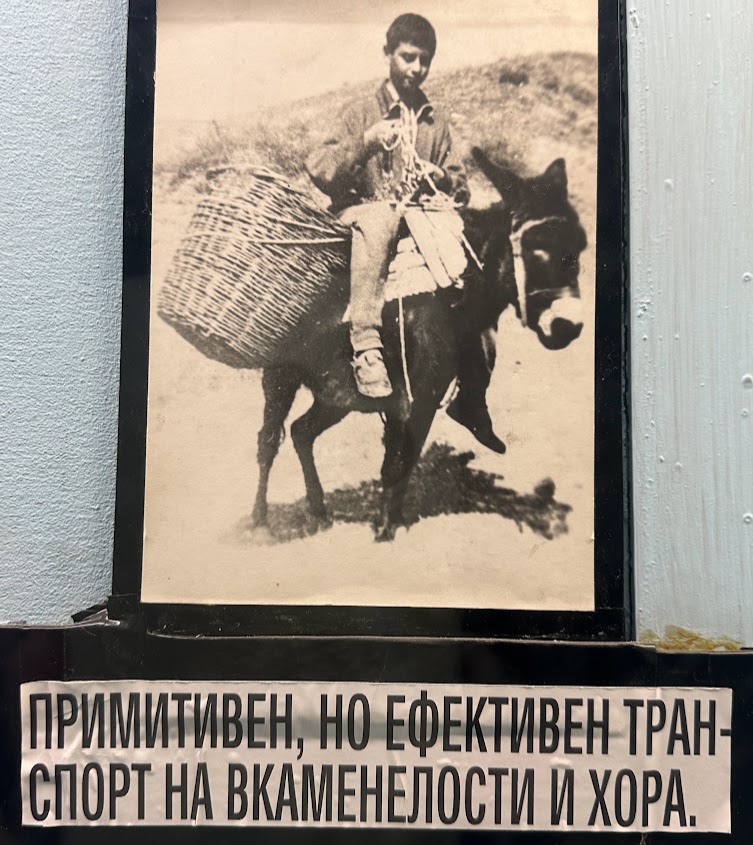 ПРИМИТИВЕН, НО ЕФЕКТИВЕН ТРАН-
СПОРТ НА ВКАМЕНЕЛОСТИ И ХОРА.